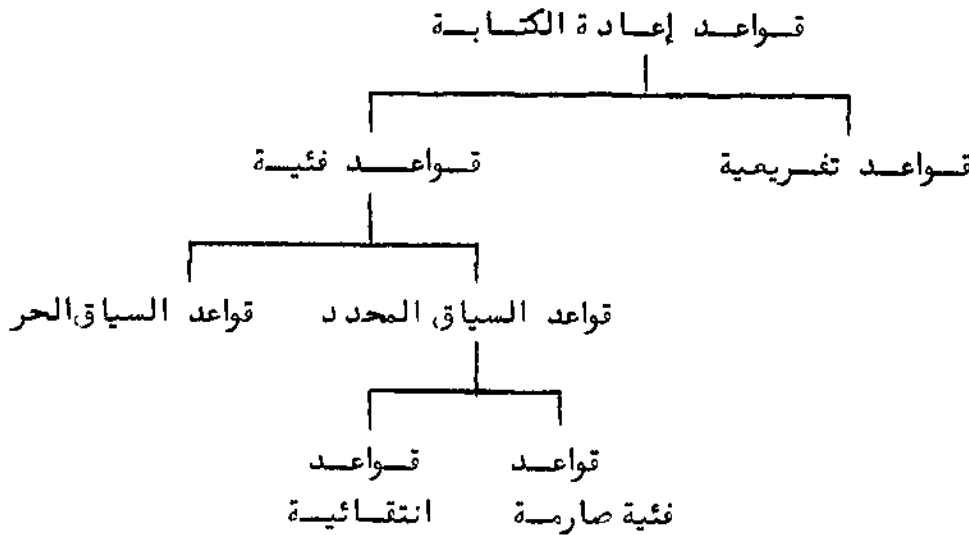 قواعد إعادة الكتابة
قواعد تفريعية قواعد فئية
قواعد السياق المحدد قواعد السياق الحر
قواعد قواعد
فئية صارمة انتقائية